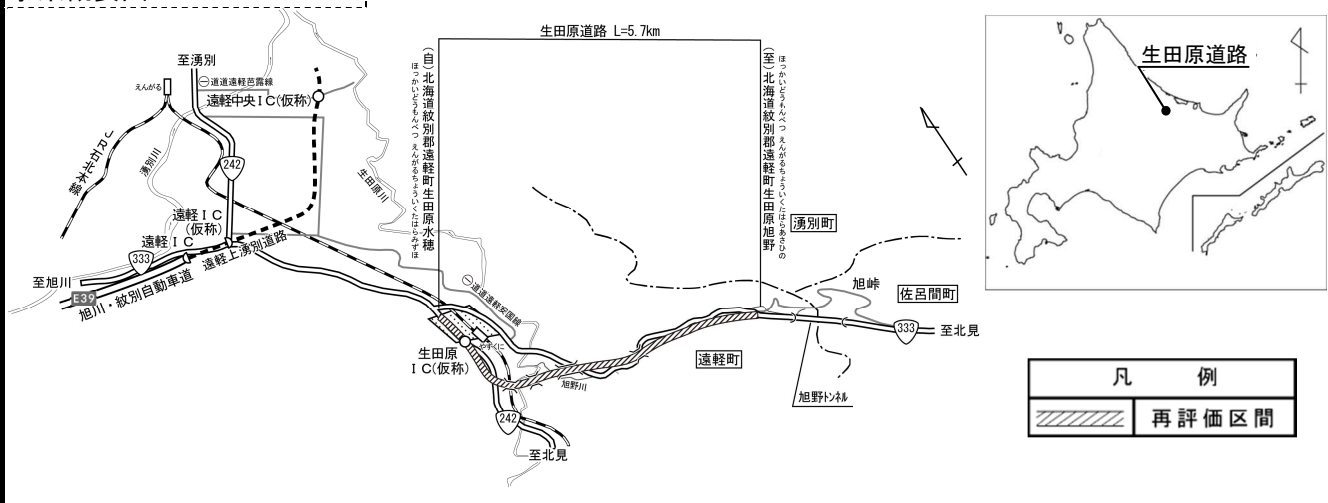 生田原道路 L=5.7km
(自)北海道紋別郡遠軽町生田原水穂
ほっかいどうもんべつ えんがるちょういくたはらみずほ
(至)北海道紋別郡遠軽町生田原旭野
ほっかいどうもんべつ えんがるちょういくたはらあさひの
至湧別
道道遠軽芭露線
えんがる
遠軽中央IC(仮称)
JR石北本線
湧別川
242
生田原川
遠軽IC
(仮称)
遠軽IC
遠軽上湧別道路
333
至旭川
E39
旭川・紋別自動車道
道道遠軽安国線
生田原
IC(仮称)
やすくに
旭野川
242
至北見
遠軽町
湧別町
旭峠
佐呂間町
333
至北見
旭野トンネル
生田原道路
凡 例
再評価区間